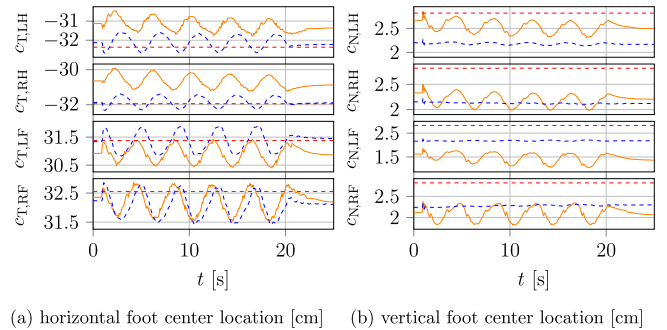 c_T,LH
−31
−32
c_T,RH
−30
−32
c_T,LF
31.5
30.5
c_T,RF
32.5
31.5
0 10 20
t [s]
(a) horizontal foot center location [cm]
c_N,LH
2.5
2
c_N,RH
2.5
2
c_N,LF
2.5
1.5
c_N,RF
2.5
2
0 10 20
t [s]
(b) vertical foot center location [cm]